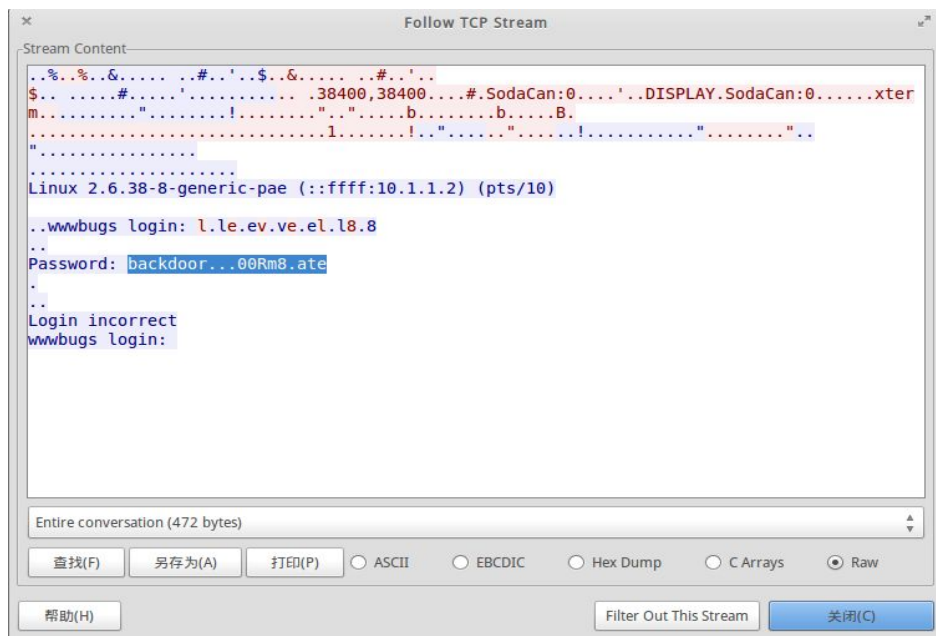 Follow TCP Stream
Stream Content
..%..%..&..... ..#..'..$..&..... ..#..'..
$.. .....#.....'.......... .. .38400,38400....#.SodaCan:0....'..DISPLAY.SodaCan:0......xter
m.........."........!........"..".....b........b.....B.
..............................1.......!.."......".....!..........."........"..
"................
.....................
Linux 2.6.38-8-generic-pae (::ffff:10.1.1.2) (pts/10)
..wwwbugs login: l.le.ev.ve.el.l8.8
..
Password: backdoor...00Rm8.ate
.
..
Login incorrect
wwwbugs login:
Entire conversation (472 bytes)
查找(F) 另存为(A) 打印(P) ASCII EBCDIC Hex Dump C Arrays Raw
帮助(H) Filter Out This Stream 关闭(C)